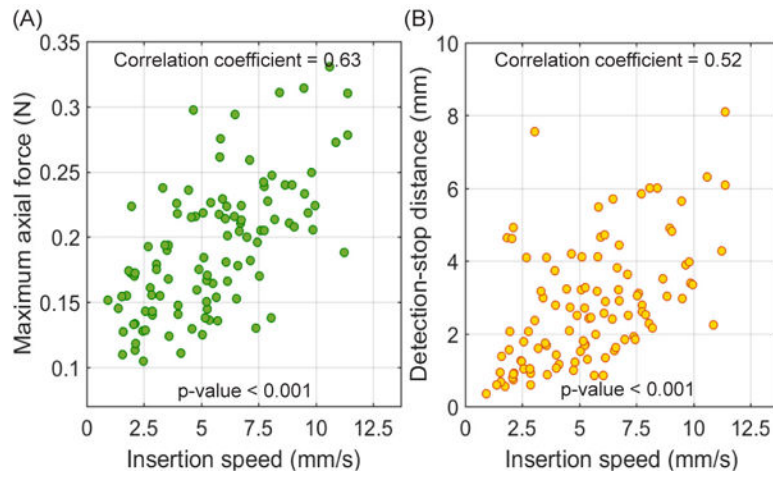 (A)
Correlation coefficient = 0.63
Maximum axial force (N)
0.35
0.3
0.25
0.2
0.15
0.1
p-value < 0.001
0 2.5 5 7.5 10 12.5
Insertion speed (mm/s)
(B)
Correlation coefficient = 0.52
Detection-stop distance (mm)
10
8
6
4
2
0
p-value < 0.001
0 2.5 5 7.5 10 12.5
Insertion speed (mm/s)